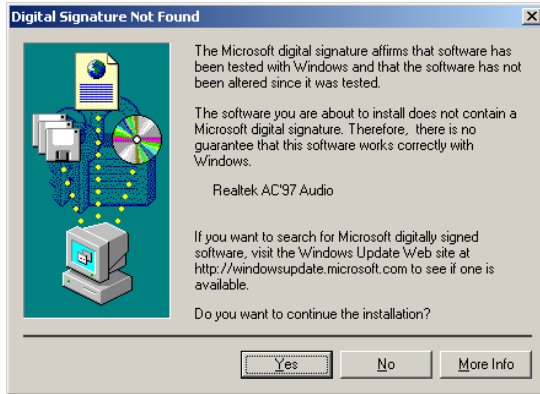 Digital Signature Not Found
The Microsoft digital signature affirms that software has
been tested with Windows and that the software has not
been altered since it was tested.
The software you are about to install does not contain a
Microsoft digital signature. Therefore, there is no
guarantee that this software works correctly with
Windows.
Realtek AC'97 Audio
If you want to search for Microsoft digitally signed
software, visit the Windows Update Web site at
http://windowsupdate.microsoft.com to see if one is
available.
Do you want to continue the installation?
Yes No More Info